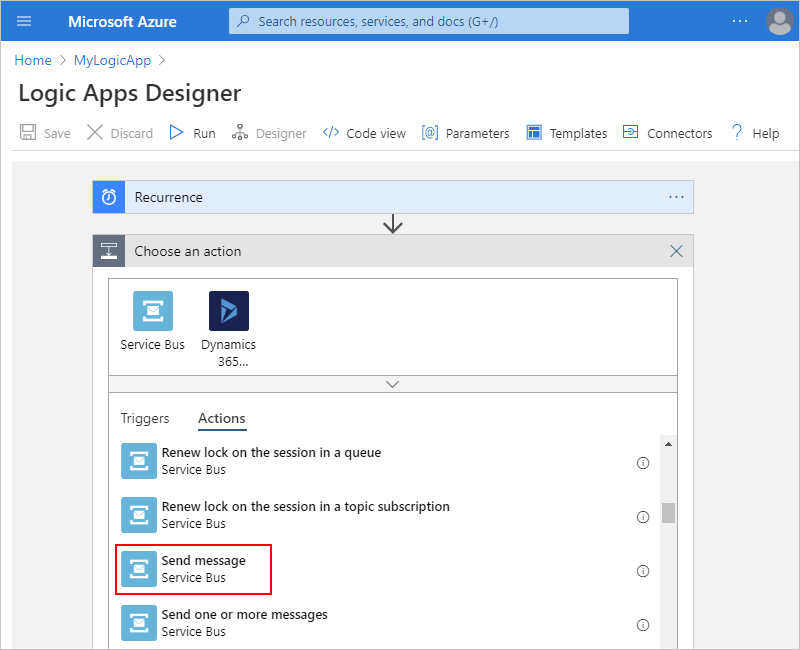 Microsoft Azure
Search resources, services, and docs (G+/)
...
Home > MyLogicApp >
Logic Apps Designer
Save Discard Run Designer </> Code view [@] Parameters Templates Connectors ? Help
Recurrence ...
Choose an action
Service Bus
Dynamics
365...
Triggers Actions
Renew lock on the session in a queue
Service Bus
Renew lock on the session in a topic subscription
Service Bus
Send message
Service Bus
Send one or more messages
Service Bus